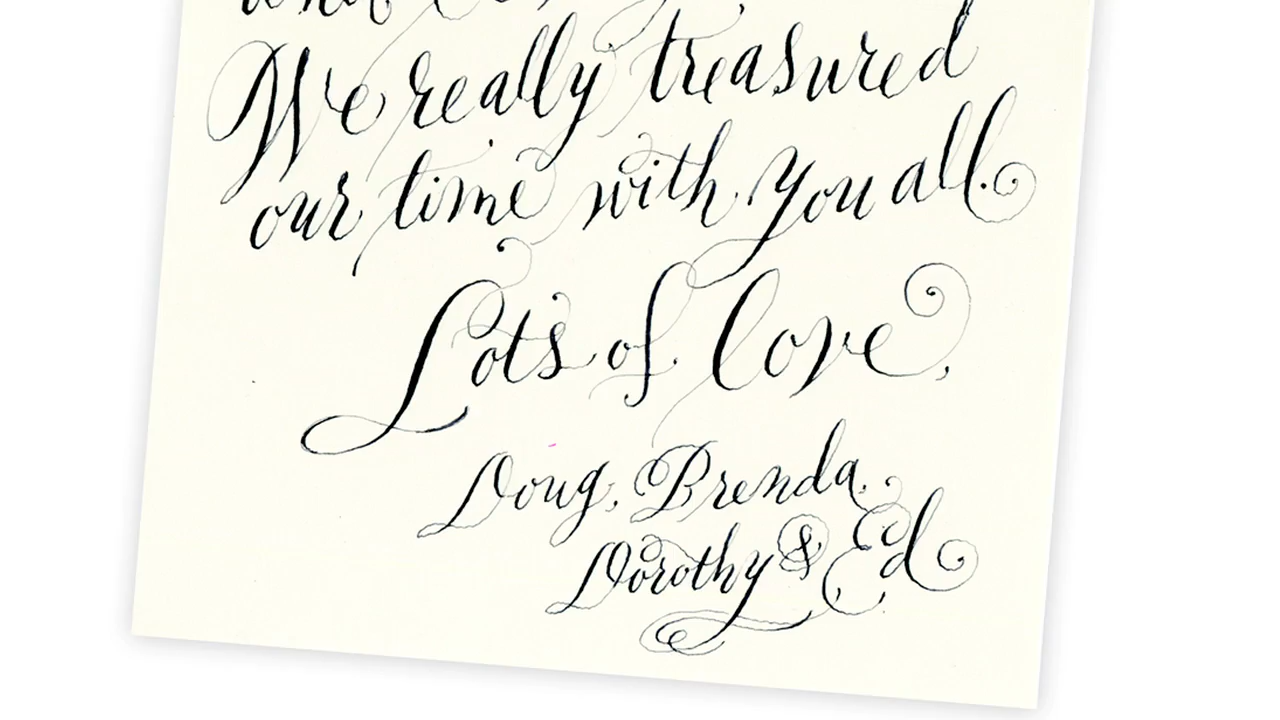 We really treasured
our time with you all.
Lots of love,
Doug, Brenda,
Dorothy & Ed